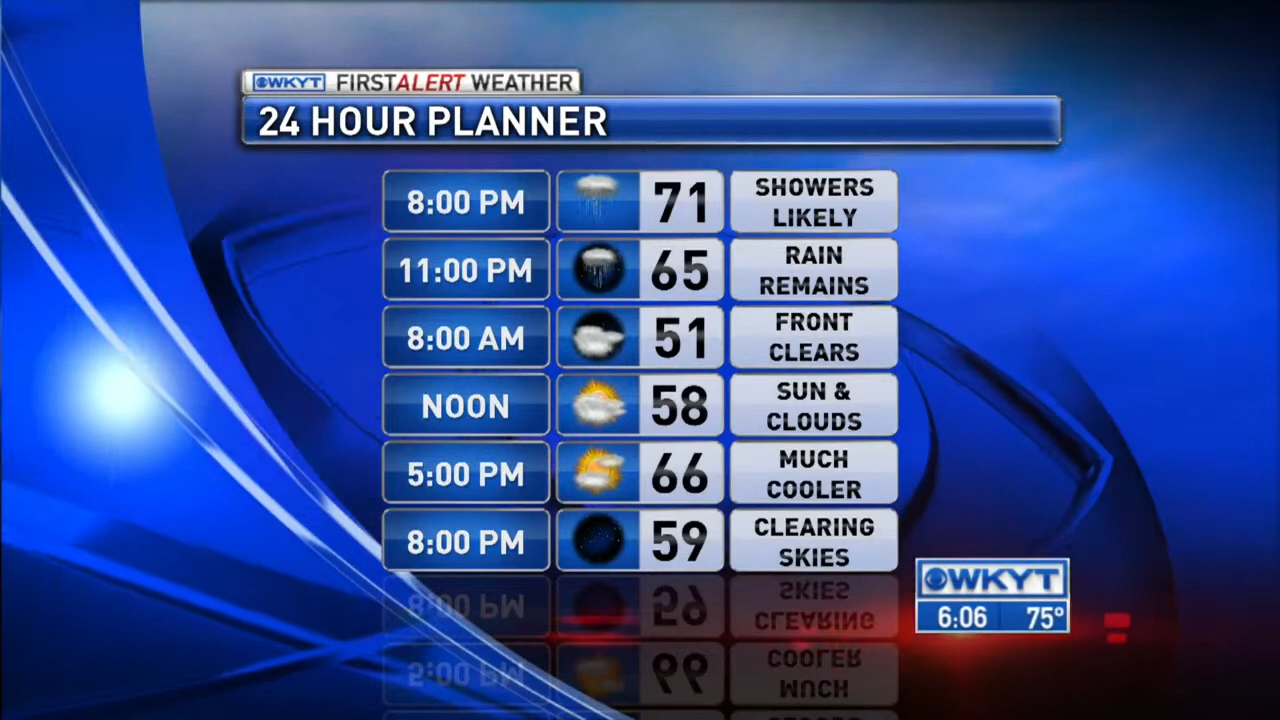 WKYT FIRSTALERT WEATHER
24 HOUR PLANNER
8:00 PM 71 SHOWERS
LIKELY
11:00 PM 65 RAIN
REMAINS
8:00 AM 51 FRONT
CLEARS
NOON 58 SUN &
CLOUDS
5:00 PM 66 MUCH
COOLER
8:00 PM 59 CLEARING
SKIES
WKYT
6:06 75°